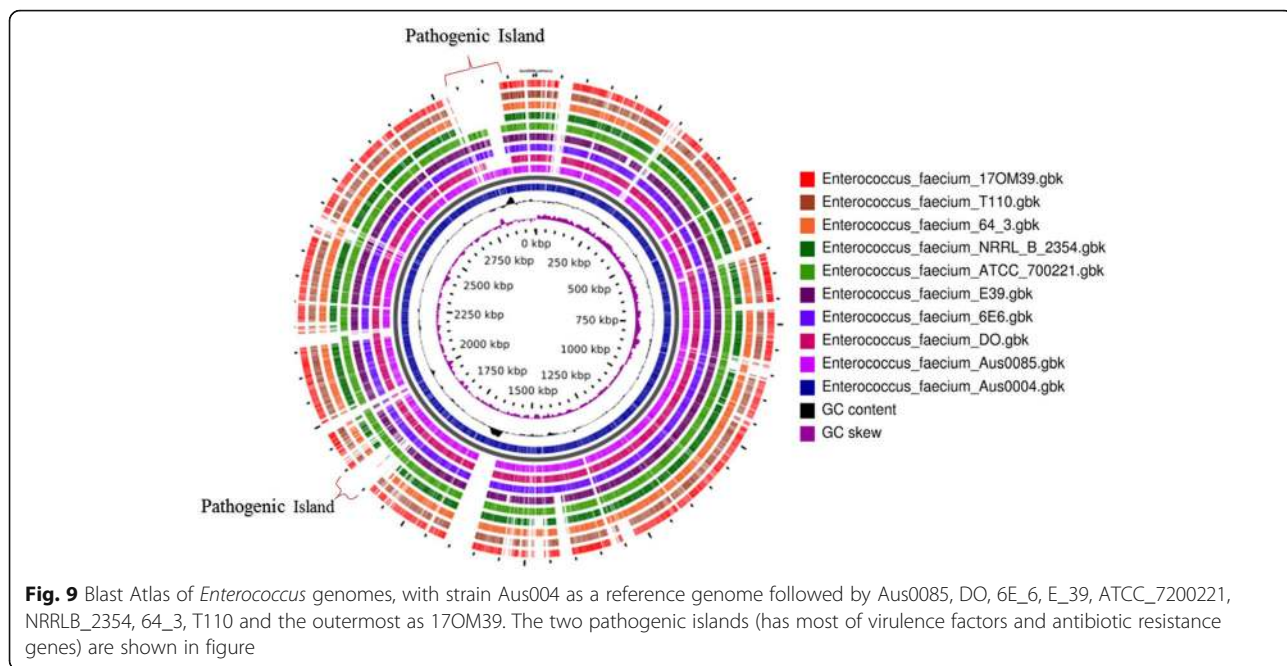 Pathogenic Island
0 kbp
250 kbp
500 kbp
750 kbp
1000 kbp
1250 kbp
1500 kbp
1750 kbp
2000 kbp
2250 kbp
2500 kbp
2750 kbp
Pathogenic Island
Enterococcus_faecium_17OM39.gbk
Enterococcus_faecium_T110.gbk
Enterococcus_faecium_64_3.gbk
Enterococcus_faecium_NRRL_B_2354.gbk
Enterococcus_faecium_ATCC_700221.gbk
Enterococcus_faecium_E39.gbk
Enterococcus_faecium_6E6.gbk
Enterococcus_faecium_DO.gbk
Enterococcus_faecium_Aus0085.gbk
Enterococcus_faecium_Aus0004.gbk
GC content
GC skew
Fig. 9 Blast Atlas of Enterococcus genomes, with strain Aus004 as a reference genome followed by Aus0085, DO, 6E_6, E_39, ATCC_7200221,
NRRLB_2354, 64_3, T110 and the outermost as 17OM39. The two pathogenic islands (has most of virulence factors and antibiotic resistance
genes) are shown in figure